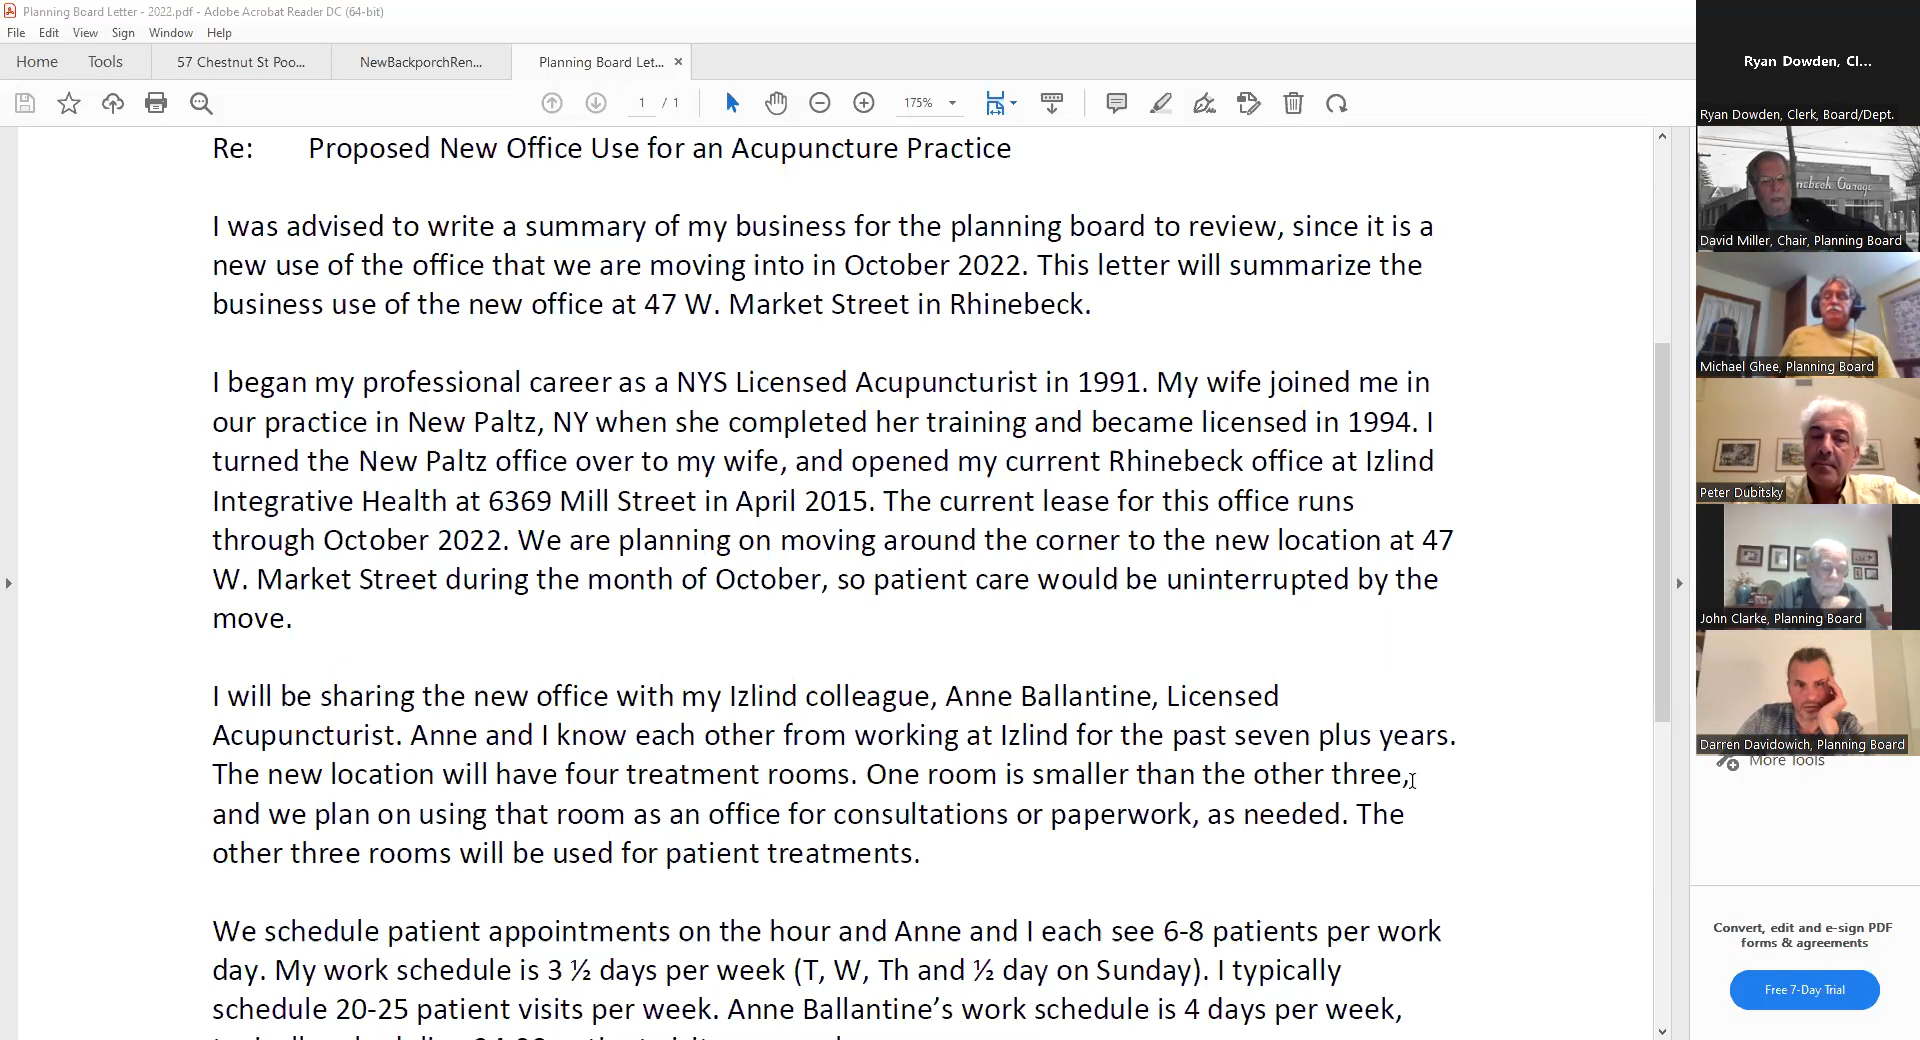 Planning Board Letter - 2022.pdf - Adobe Acrobat Reader DC (64-bit)
File Edit View Sign Window Help
Home Tools 57 Chestnut St Poo... NewBackporchRen... Planning Board Let... ×
1 / 1 175%
Re: Proposed New Office Use for an Acupuncture Practice
I was advised to write a summary of my business for the planning board to review, since it is a
new use of the office that we are moving into in October 2022. This letter will summarize the
business use of the new office at 47 W. Market Street in Rhinebeck.
I began my professional career as a NYS Licensed Acupuncturist in 1991. My wife joined me in
our practice in New Paltz, NY when she completed her training and became licensed in 1994. I
turned the New Paltz office over to my wife, and opened my current Rhinebeck office at Izlind
Integrative Health at 6369 Mill Street in April 2015. The current lease for this office runs
through October 2022. We are planning on moving around the corner to the new location at 47
W. Market Street during the month of October, so patient care would be uninterrupted by the
move.
I will be sharing the new office with my Izlind colleague, Anne Ballantine, Licensed
Acupuncturist. Anne and I know each other from working at Izlind for the past seven plus years.
The new location will have four treatment rooms. One room is smaller than the other three,
and we plan on using that room as an office for consultations or paperwork, as needed. The
other three rooms will be used for patient treatments.
We schedule patient appointments on the hour and Anne and I each see 6-8 patients per work
day. My work schedule is 3 ½ days per week (T, W, Th and ½ day on Sunday). I typically
schedule 20-25 patient visits per week. Anne Ballantine’s work schedule is 4 days per week,
Ryan Dowden, Cl...
Ryan Dowden, Clerk, Board/Dept.
Garage
David Miller, Chair, Planning Board
Michael Ghee, Planning Board
Peter Dubitsky
John Clarke, Planning Board
Darren Davidowich, Planning Board
More Tools
Convert, edit and e-sign PDF
forms & agreements
Free 7-Day Trial